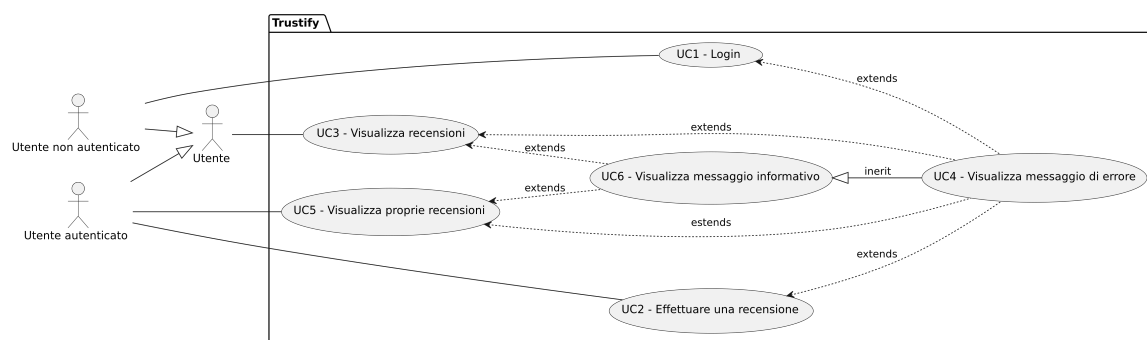 Trustify
UC1 - Login
extends
Utente non autenticato
Utente
UC3 - Visualizza recensioni
extends
extends
UC6 - Visualizza messaggio informativo
inerit
UC4 - Visualizza messaggio di errore
extends
Utente autenticato
UC5 - Visualizza proprie recensioni
estends
extends
UC2 - Effettuare una recensione